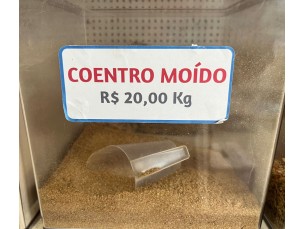 COENTRO MOÍDO
R$ 20,00 Kg